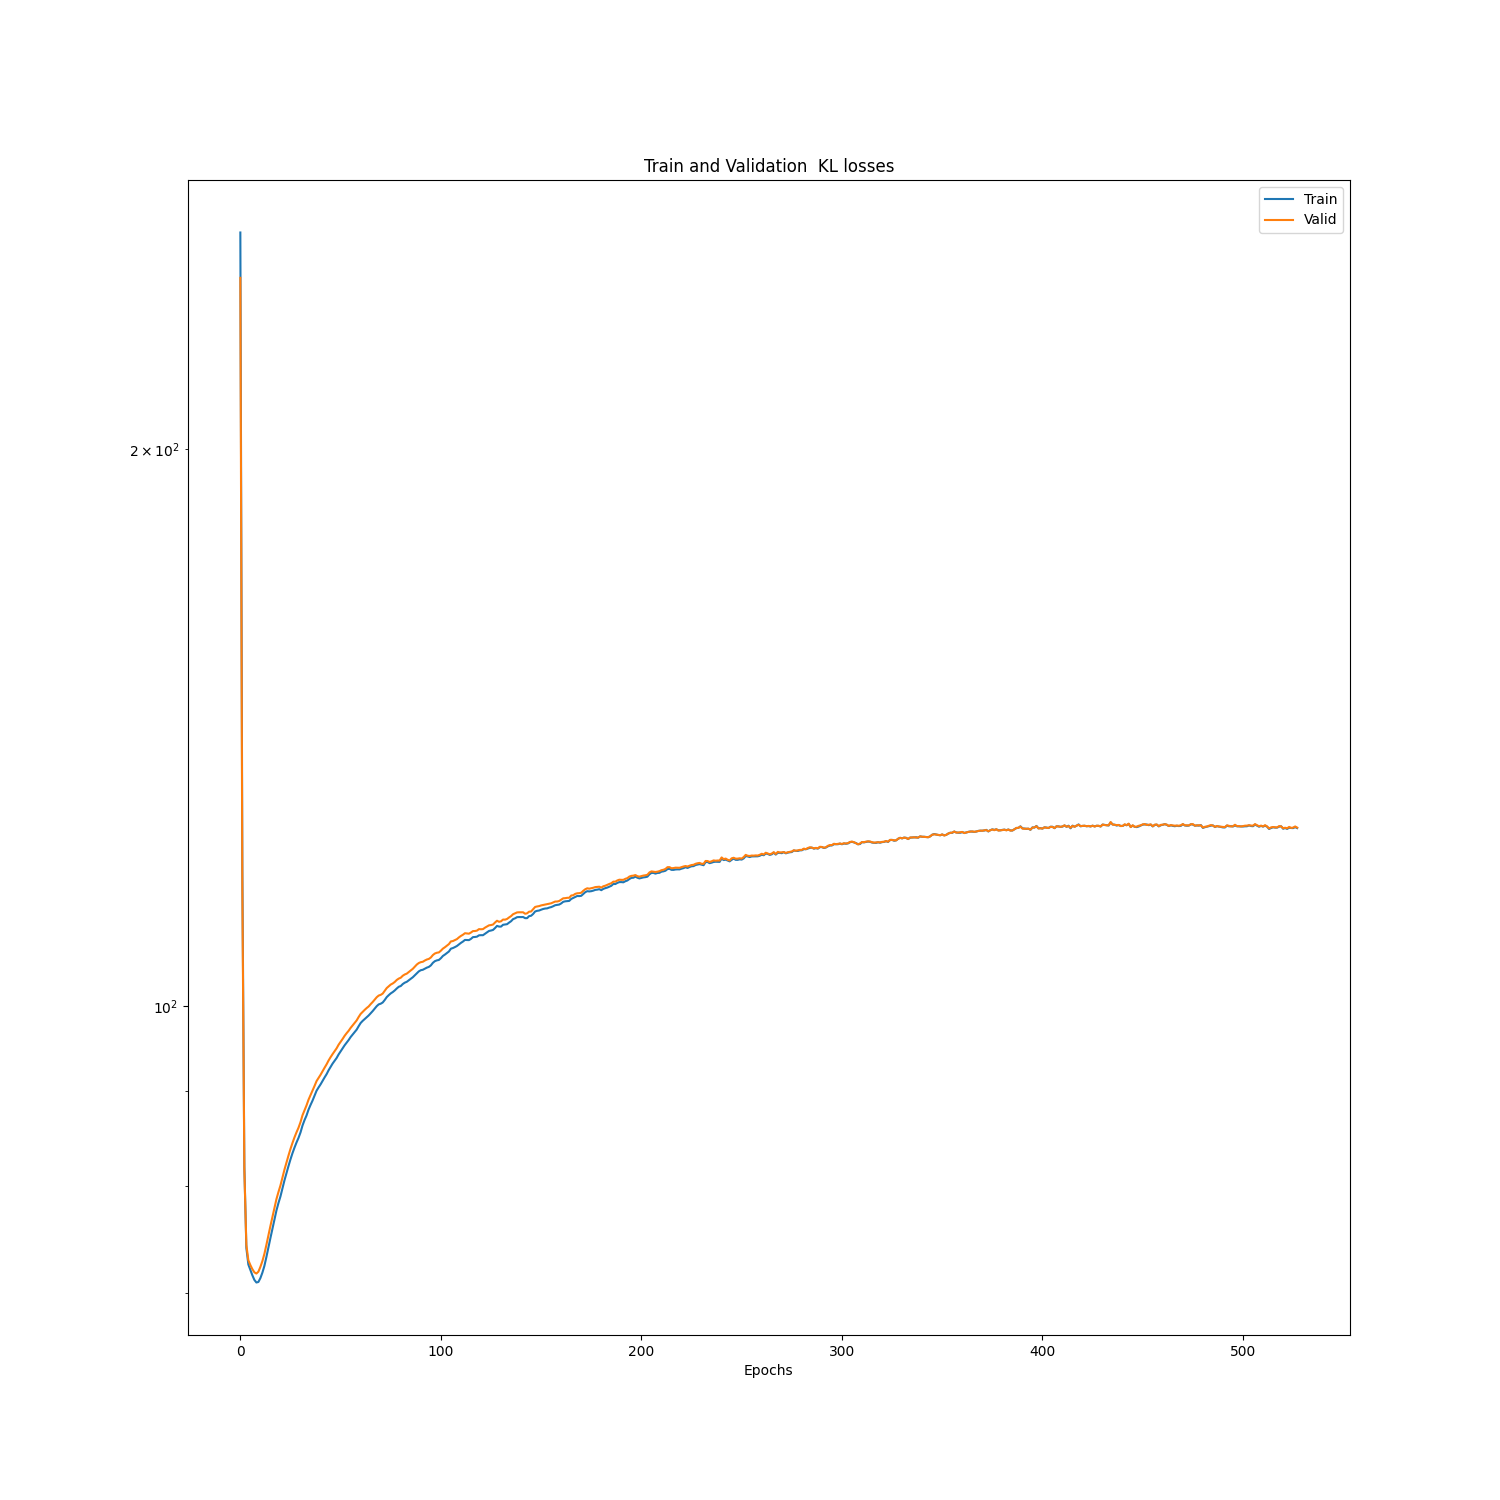 Train and Validation  KL losses
Train
Valid
2 × 10²
10²
0 100 200 300 400 500
Epochs